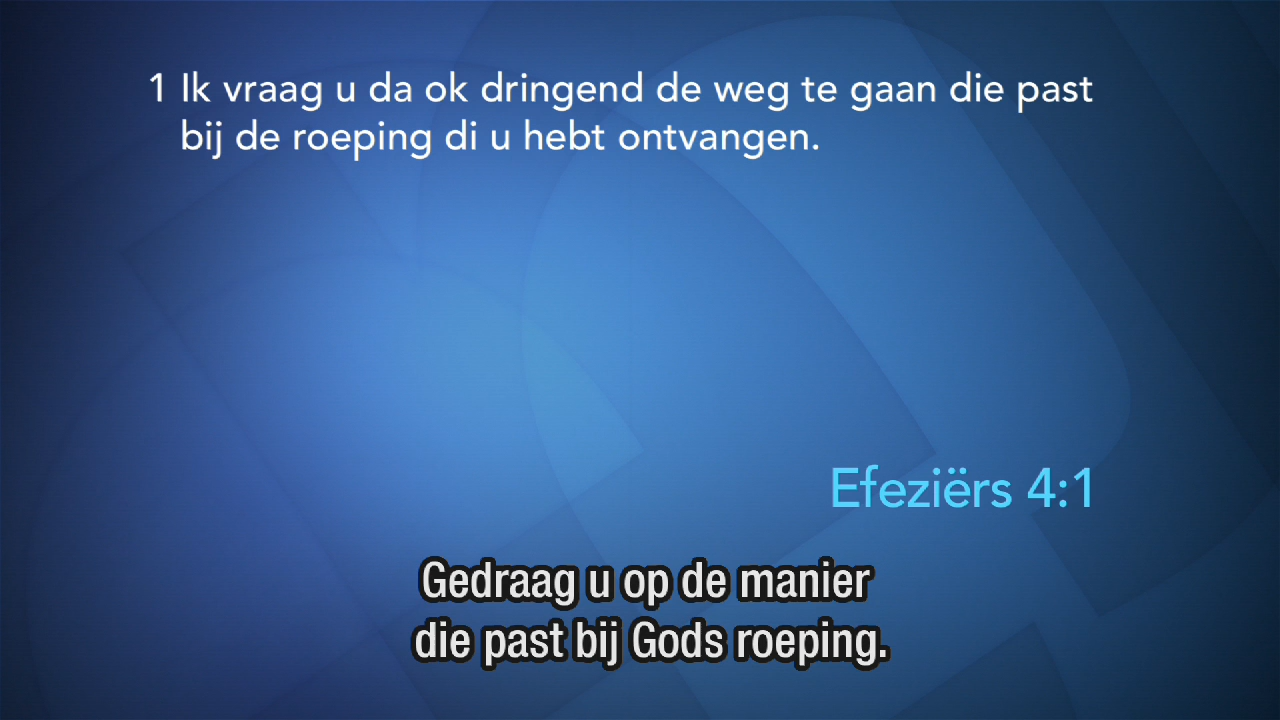 1 Ik vraag u da ok dringend de weg te gaan die past
bij de roeping di u hebt ontvangen.
Efeziërs 4:1
Gedraag u op de manier
die past bij Gods roeping.